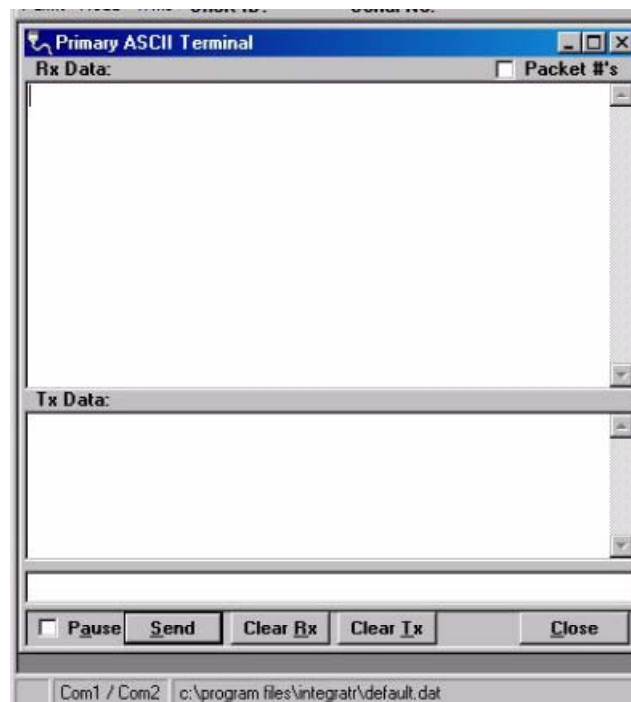 Primary ASCII Terminal
Rx Data: Packet #'s
Tx Data:
Pause Send Clear Rx Clear Tx Close
Com1 / Com2 c:\program files\integratr\default.dat